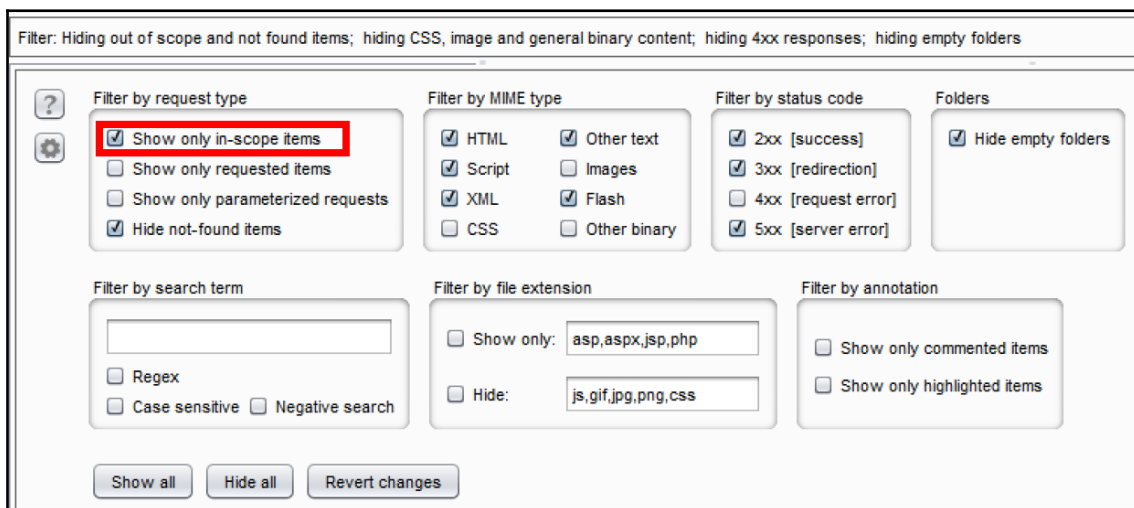 Filter: Hiding out of scope and not found items; hiding CSS, image and general binary content; hiding 4xx responses; hiding empty folders
?
Filter by request type
Show only in-scope items
Show only requested items
Show only parameterized requests
Hide not-found items
Filter by MIME type
HTML
Other text
Script
Images
XML
Flash
CSS
Other binary
Filter by status code
2xx [success]
3xx [redirection]
4xx [request error]
5xx [server error]
Folders
Hide empty folders
Filter by search term
Regex
Case sensitive
Negative search
Filter by file extension
Show only: asp,aspx,jsp,php
Hide: js,gif,jpg,png,css
Filter by annotation
Show only commented items
Show only highlighted items
Show all
Hide all
Revert changes